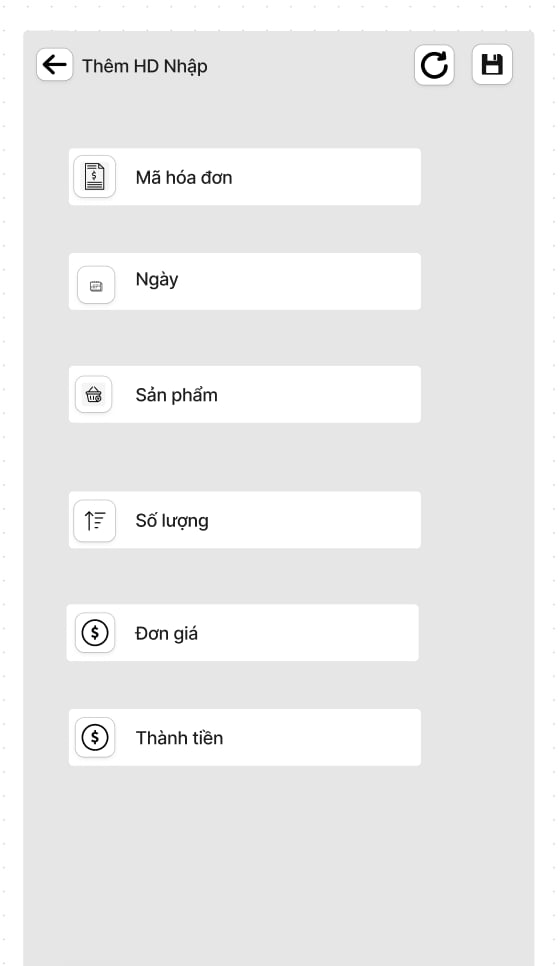 Thêm HD Nhập
Mã hóa đơn
Ngày
Sản phẩm
Số lượng
Đơn giá
Thành tiền